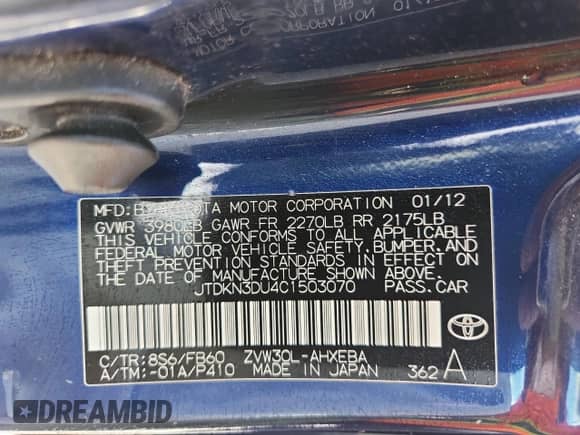 MFD. BY TOYOTA MOTOR CORPORATION 01/12
GVWR 3980LB GAWR FR 2270LB RR 2175LB
THIS VEHICLE CONFORMS TO ALL APPLICABLE
FEDERAL MOTOR VEHICLE SAFETY, BUMPER, AND
THEFT PREVENTION STANDARDS IN EFFECT ON
THE DATE OF MANUFACTURE SHOWN ABOVE.
JTDKN3DU4C1503070 PASS. CAR
TOYOTA
C/TR:8S6/FB60 ZVW30L-AHXEBA
A/TM:-01A/P410 MADE IN JAPAN 362 A
DREAMBID